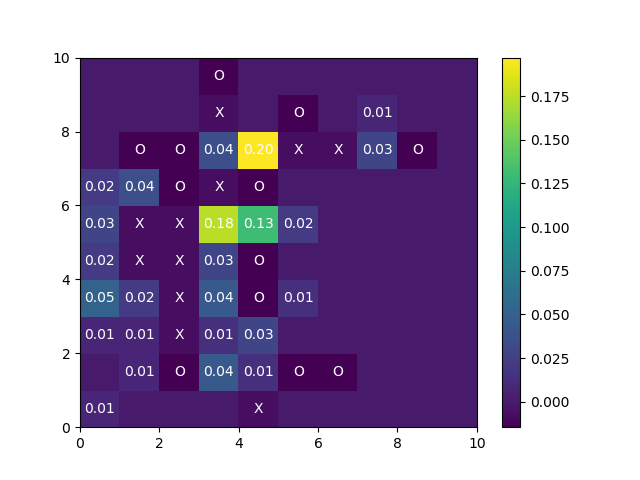 10
O
X O 0.01
8
O O 0.04 0.20 X X 0.03 O
0.02 0.04 O X O
6
0.03 X X 0.18 0.13 0.02
0.02 X X 0.03 O
4
0.05 0.02 X 0.04 O 0.01
0.01 0.01 X 0.01 0.03
2
0.01 O 0.04 0.01 O O
0.01 X
0
0 2 4 6 8 10
0.175
0.150
0.125
0.100
0.075
0.050
0.025
0.000